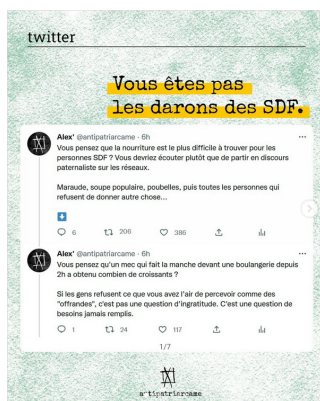 twitter
Vous êtes pas
les darons des SDF.
Alex' @antipatriarcame · 6h
Vous pensez que la nourriture est le plus difficile à trouver pour les
personnes SDF ? Vous devriez écouter plutôt que de partir en discours
paternaliste sur les réseaux.
Maraude, soupe populaire, poubelles, puis toutes les personnes qui
refusent de donner autre chose...
6 206 386
Alex' @antipatriarcame · 6h
Vous pensez qu'un mec qui fait la manche devant une boulangerie depuis
2h a obtenu combien de croissants ?
Si les gens refusent ce que vous avez l'air de percevoir comme des
"offrandes", c'est pas une question d'ingratitude. C'est une question de
besoins jamais remplis.
1 24 117
1/7
a*tipatriarcame